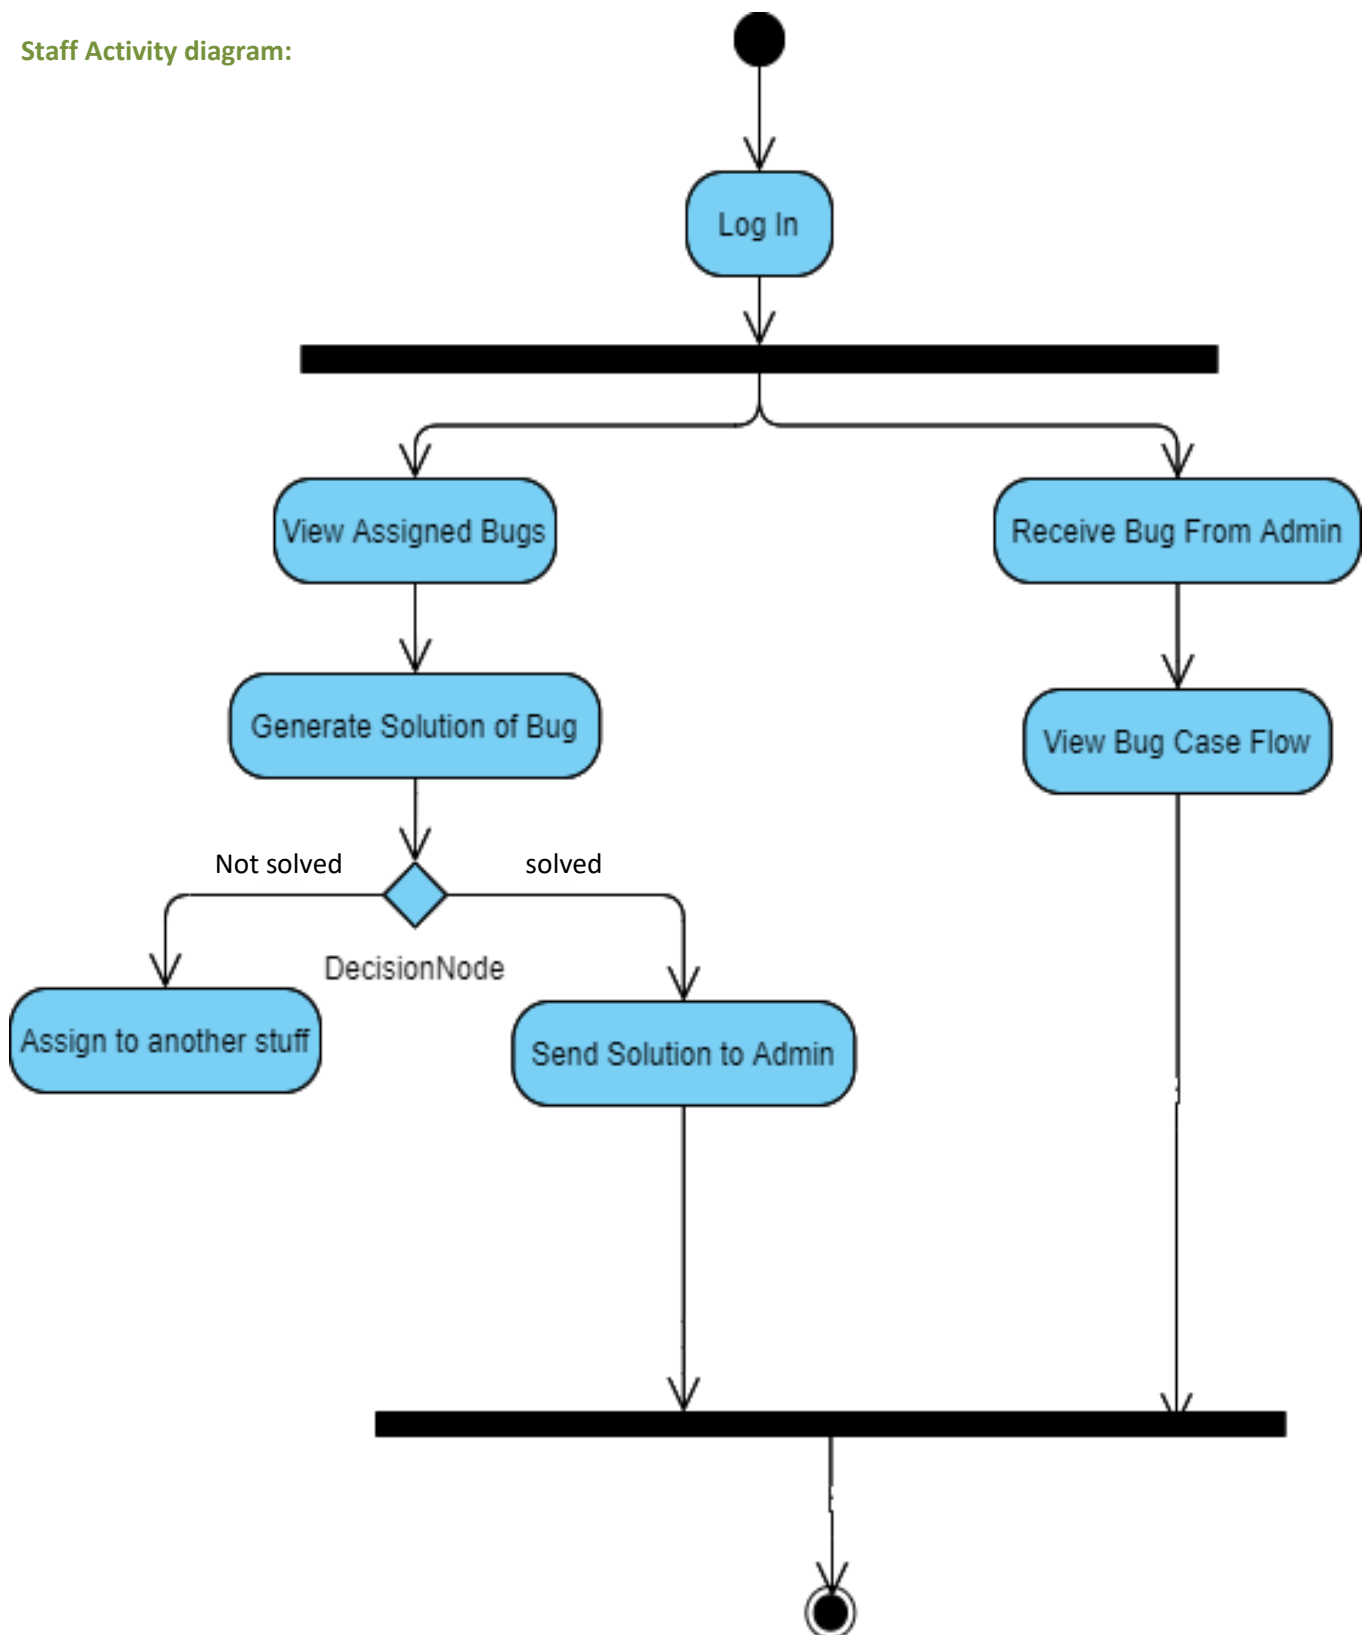 Staff Activity diagram:
Log In
View Assigned Bugs
Receive Bug From Admin
Generate Solution of Bug
View Bug Case Flow
Not solved
solved
DecisionNode
Assign to another stuff
Send Solution to Admin